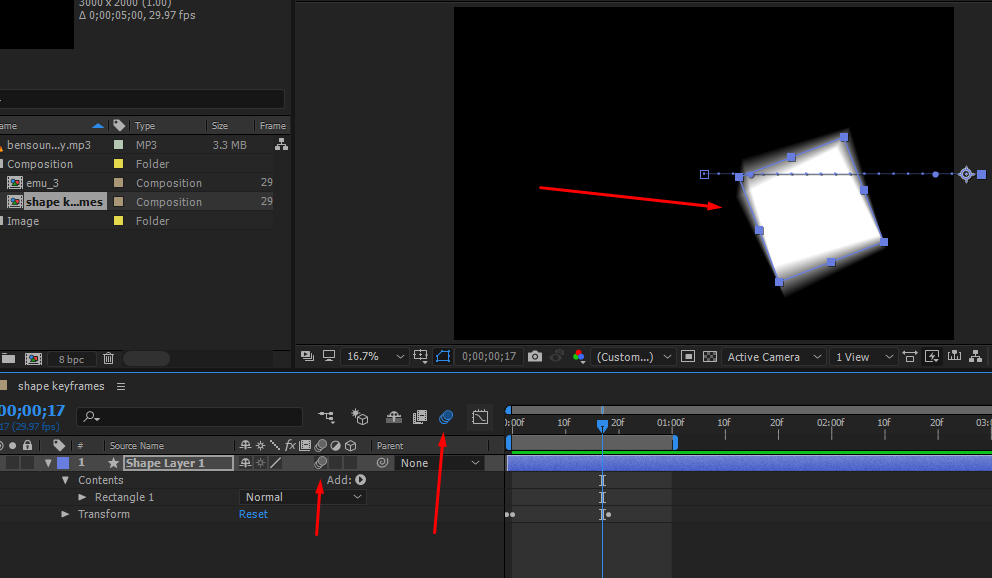 3000 x 2000 (1.00)
Δ 0;00;05;00, 29.97 fps
ame Type Size Frame
bensoun...y.mp3 MP3 3.3 MB
Composition Folder
emu_3 Composition 29
shape k...mes Composition 29
Image Folder
8 bpc
16.7% 0;00;00;17 (Custom...) Active Camera 1 View
shape keyframes
00;00;17
17 (29.97 fps)
:00f 10f 20f 01:00f 10f 20f 02:00f 10f 20f 03:0
# Source Name fx Parent
1 Shape Layer 1 None
Contents Add:
Rectangle 1 Normal
Transform Reset